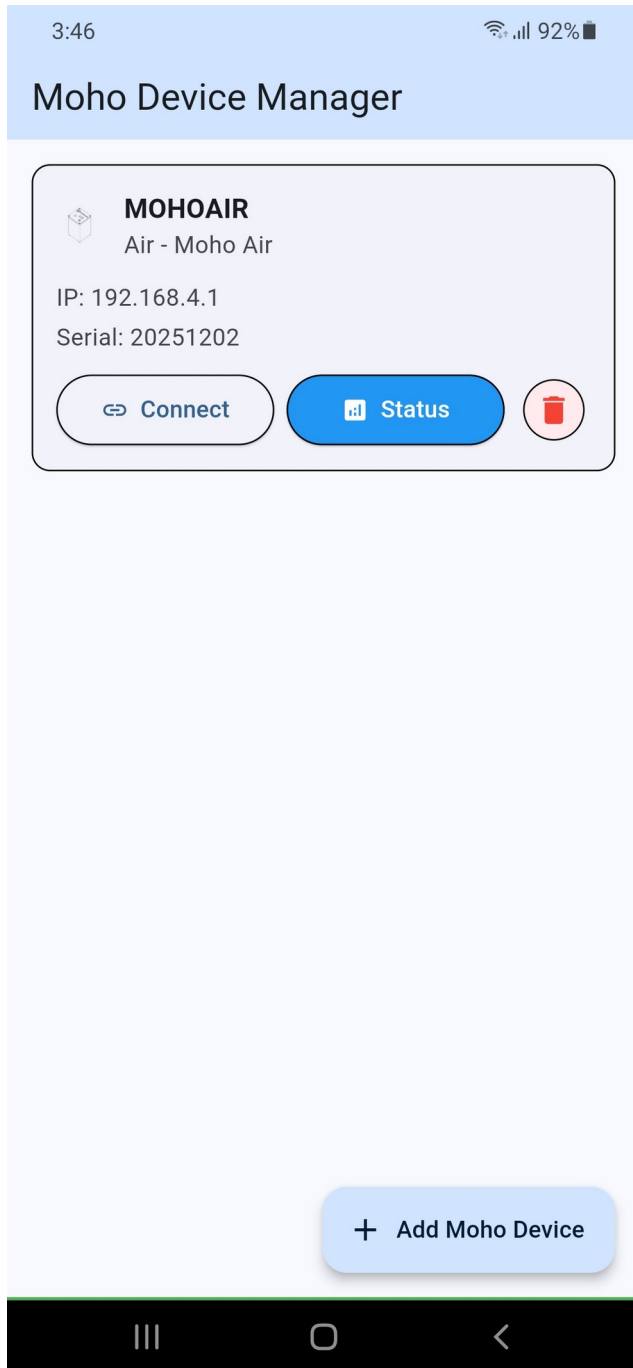 3:46 92%
Moho Device Manager
MOHOAIR
Air - Moho Air
IP: 192.168.4.1
Serial: 20251202
Connect Status
+ Add Moho Device